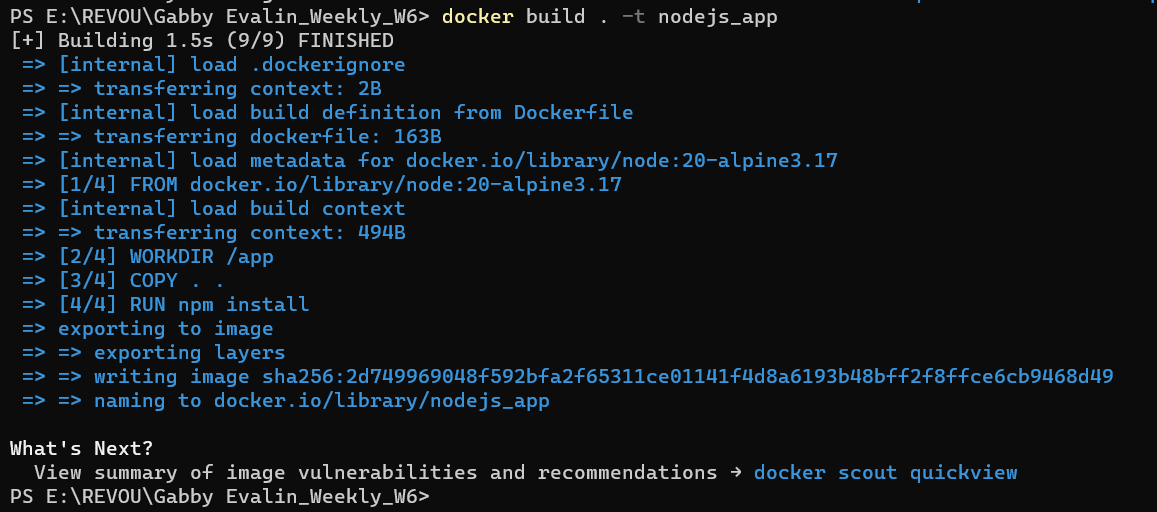 PS E:\REVOU\Gabby Evalin_Weekly_W6> docker build . -t nodejs_app
[+] Building 1.5s (9/9) FINISHED
=> [internal] load .dockerignore
=> => transferring context: 2B
=> [internal] load build definition from Dockerfile
=> => transferring dockerfile: 163B
=> [internal] load metadata for docker.io/library/node:20-alpine3.17
=> [1/4] FROM docker.io/library/node:20-alpine3.17
=> [internal] load build context
=> => transferring context: 494B
=> [2/4] WORKDIR /app
=> [3/4] COPY . .
=> [4/4] RUN npm install
=> exporting to image
=> => exporting layers
=> => writing image sha256:2d749969048f592bfa2f65311ce01141f4d8a6193b48bff2f8ffce6cb9468d49
=> => naming to docker.io/library/nodejs_app
What's Next?
View summary of image vulnerabilities and recommendations → docker scout quickview
PS E:\REVOU\Gabby Evalin_Weekly_W6>